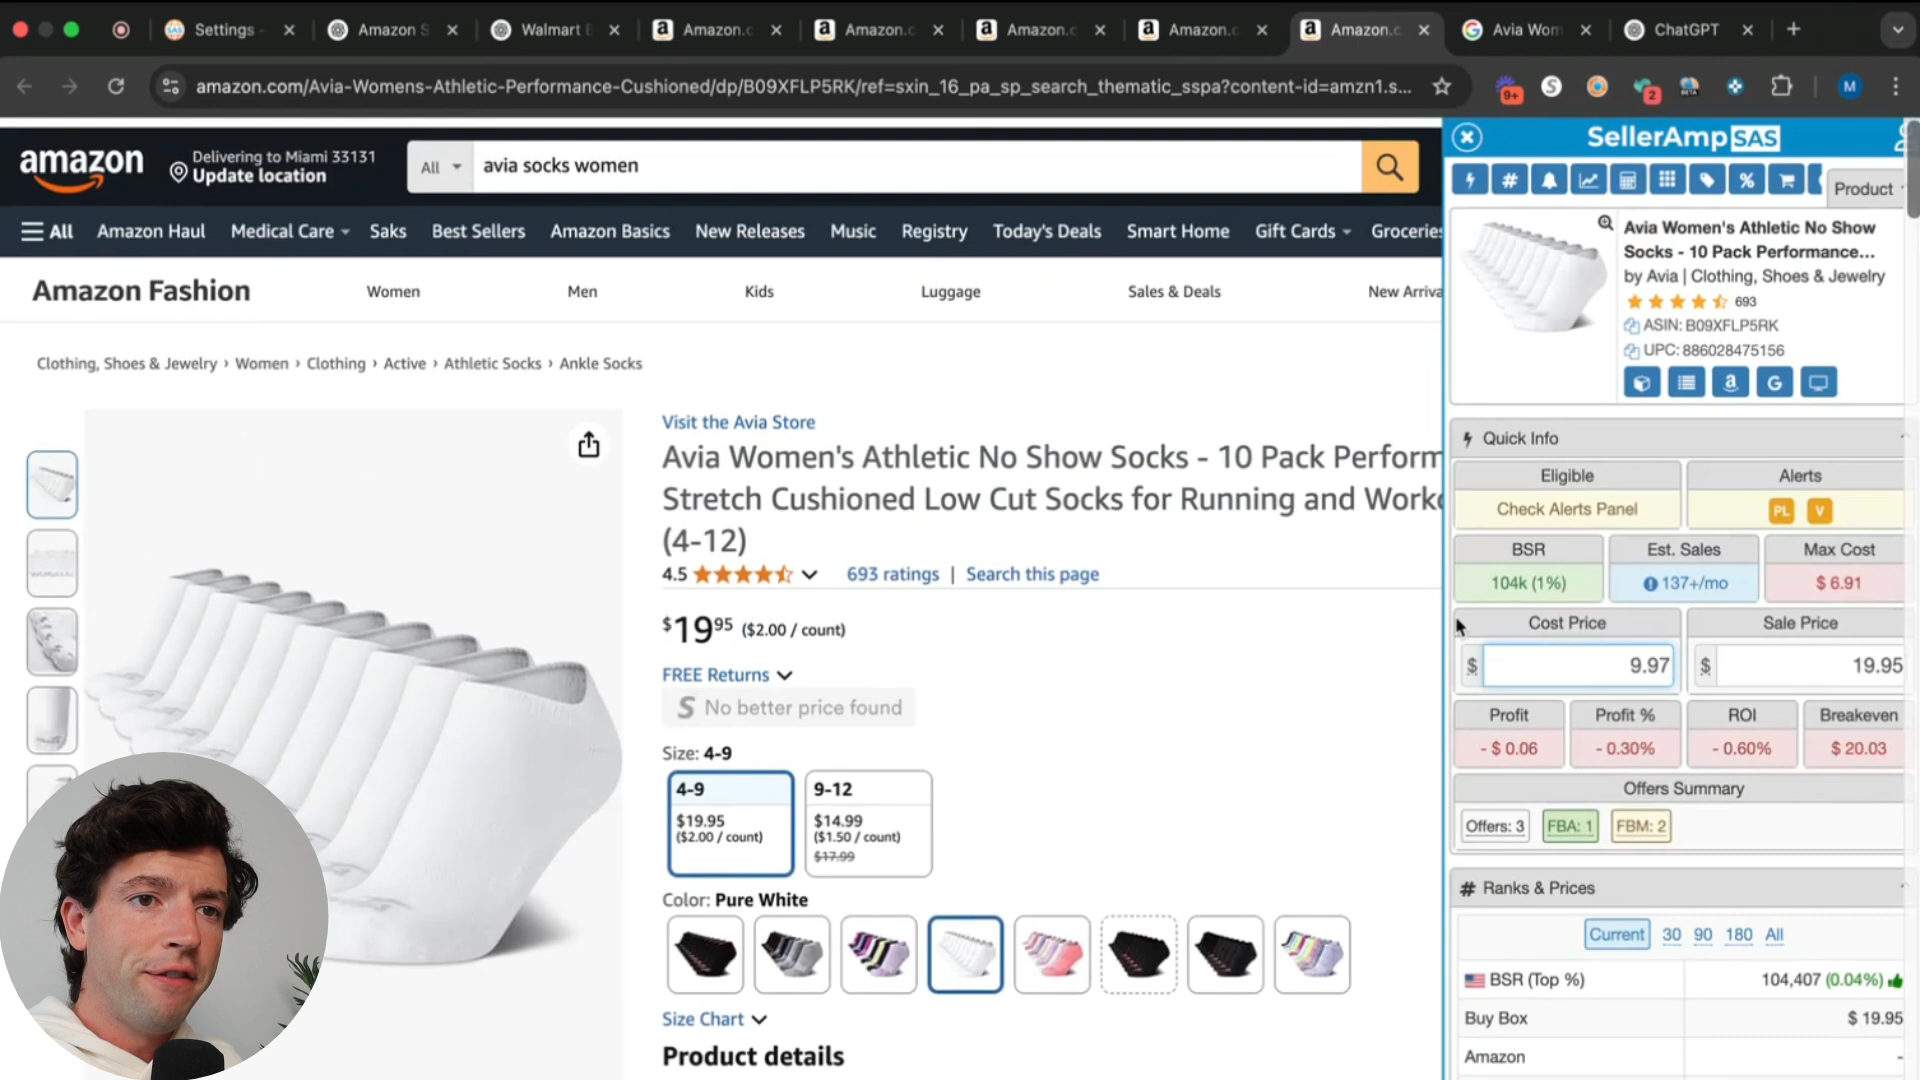 Settings -
Amazon S
Walmart B
Amazon.c
Amazon.c
Amazon.c
Amazon.c
Amazon.c
Avia Wom
ChatGPT
amazon.com/Avia-Womens-Athletic-Performance-Cushioned/dp/B09XFLP5RK/ref=sxin_16_pa_sp_search_thematic_sspa?content-id=amzn1.s...
9+
S
2
BETA
M
amazon
Delivering to Miami 33131
Update location
All
avia socks women
All
Amazon Haul
Medical Care
Saks
Best Sellers
Amazon Basics
New Releases
Music
Registry
Today's Deals
Smart Home
Gift Cards
Groceries
Amazon Fashion
Women
Men
Kids
Luggage
Sales & Deals
New Arriva
Clothing, Shoes & Jewelry › Women › Clothing › Active › Athletic Socks › Ankle Socks
Visit the Avia Store
Avia Women's Athletic No Show Socks - 10 Pack Perform
Stretch Cushioned Low Cut Socks for Running and Worko
(4-12)
4.5
693 ratings | Search this page
$19 95 ($2.00 / count)
FREE Returns
S No better price found
Size: 4-9
4-9
$19.95
($2.00 / count)
9-12
$14.99
($1.50 / count)
$17.99
Color: Pure White
Size Chart
Product details
SellerAmp SAS
Product
Avia Women's Athletic No Show
Socks - 10 Pack Performance...
by Avia | Clothing, Shoes & Jewelry
693
ASIN: B09XFLP5RK
UPC: 886028475156
Quick Info
Eligible
Alerts
Check Alerts Panel
PL
V
BSR
Est. Sales
Max Cost
104k (1%)
137+/mo
$ 6.91
Cost Price
Sale Price
$ 9.97
$ 19.95
Profit
Profit %
ROI
Breakeven
- $ 0.06
- 0.30%
- 0.60%
$ 20.03
Offers Summary
Offers: 3
FBA: 1
FBM: 2
# Ranks & Prices
Current
30
90
180
All
BSR (Top %)
104,407 (0.04%)
Buy Box
$ 19.95
Amazon
-